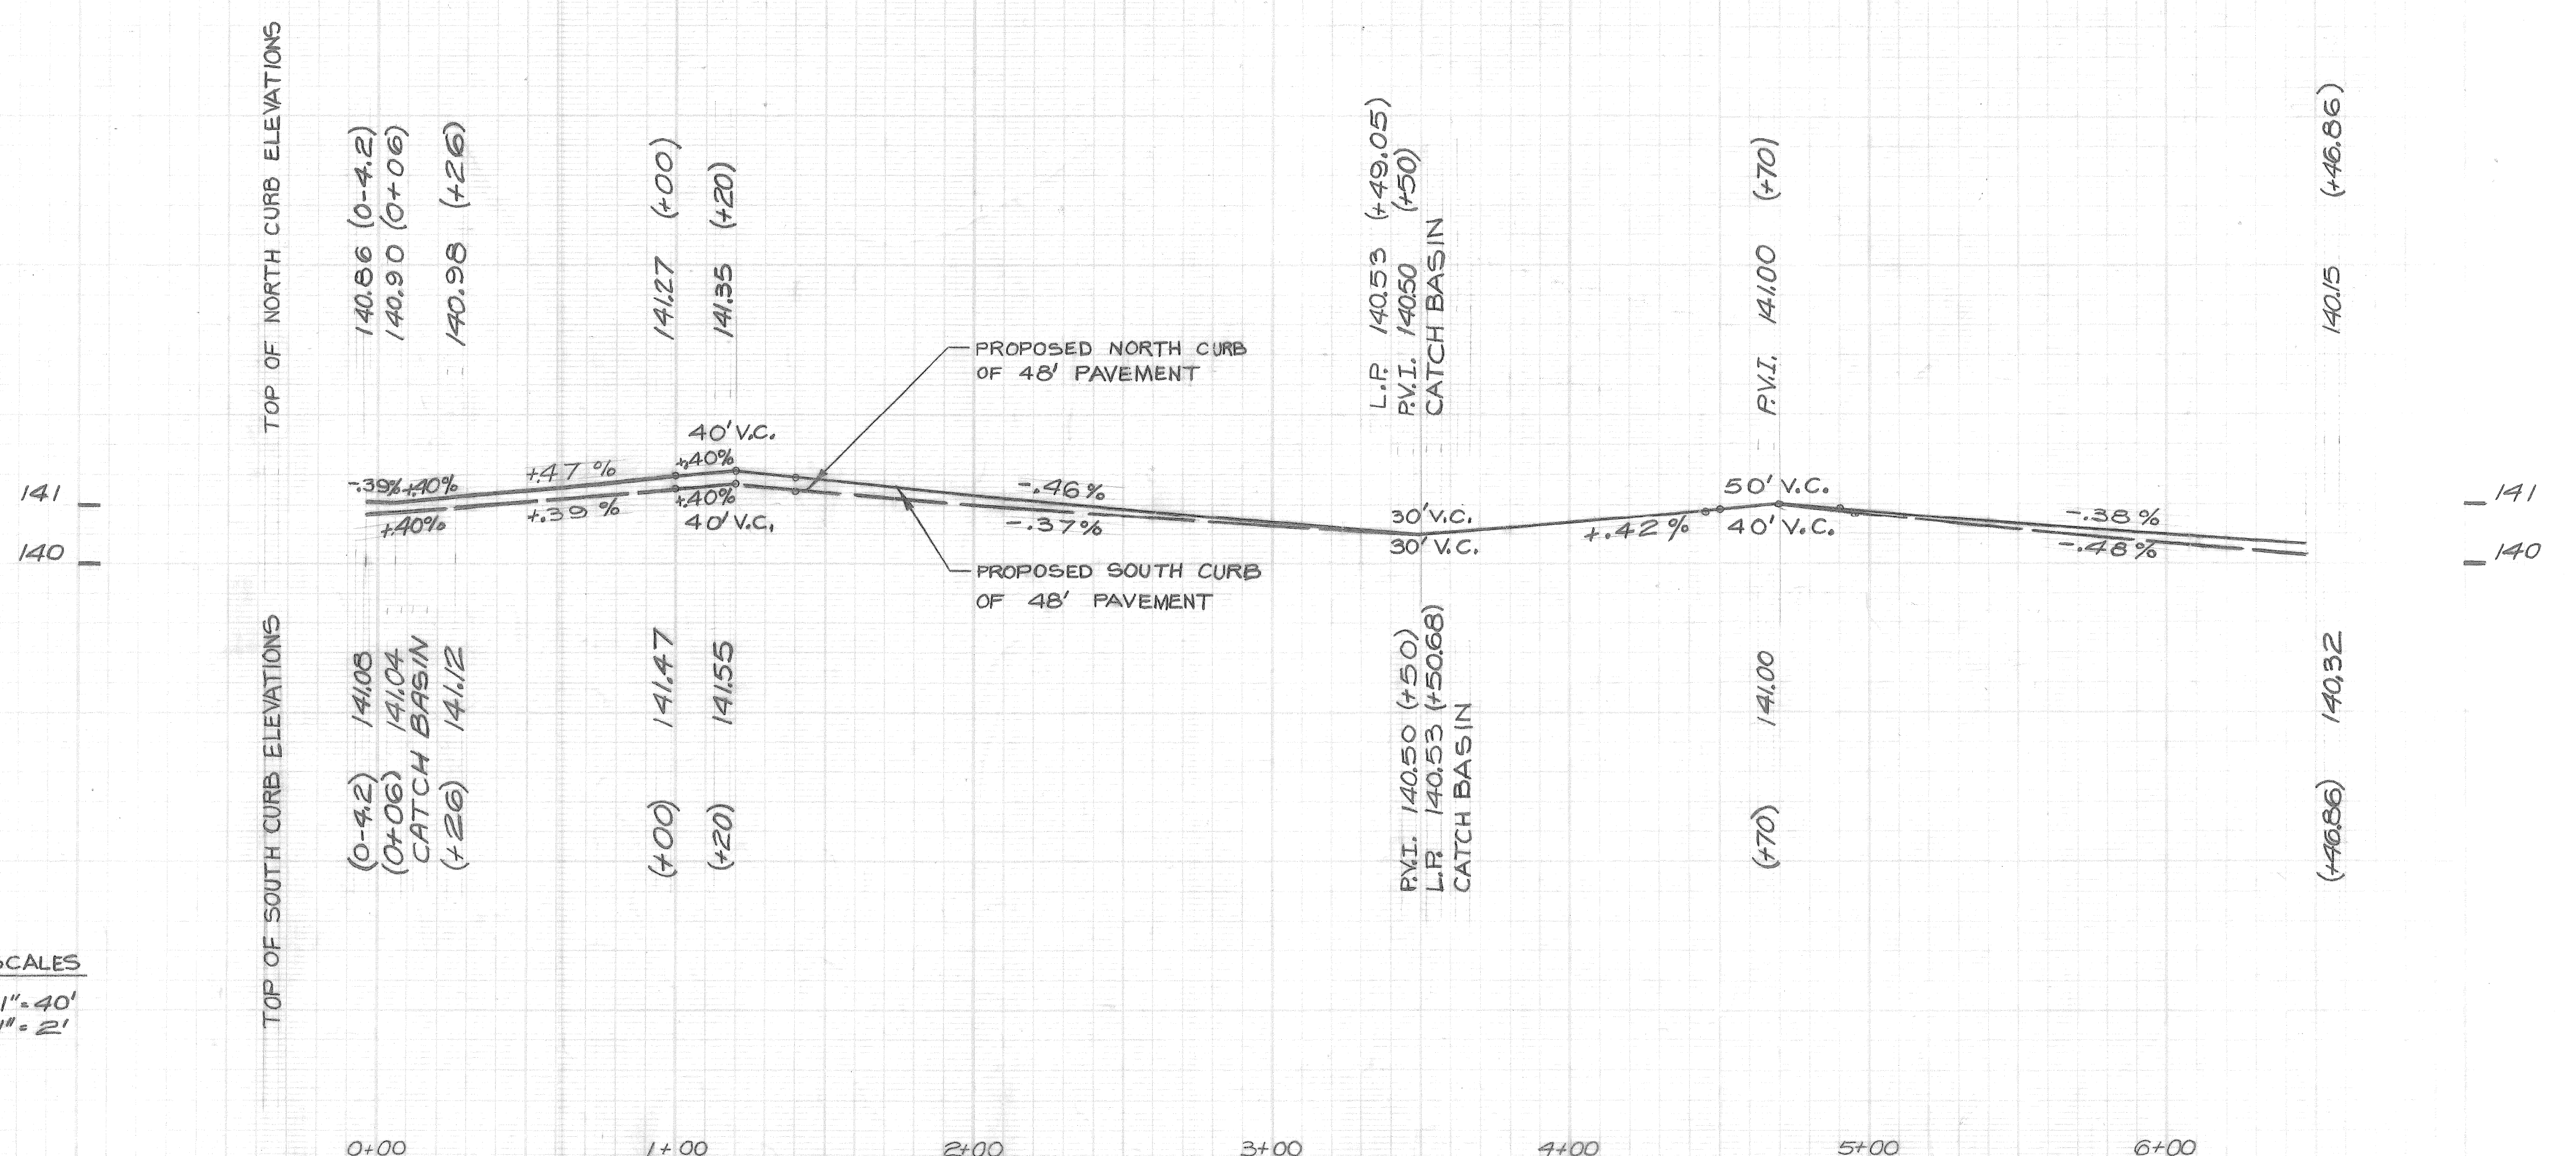 TOP OF NORTH CURB ELEVATIONS
140.86 (0-4.2)
140.90 (0+06)
140.98 (+26)
141.27 (+00)
141.35 (+20)
L.P. 140.53 (+49.05)
P.V.I. 140.50 (+50)
CATCH BASIN
P.V.I. 141.00 (+70)
140.15 (+46.86)
PROPOSED NORTH CURB
OF 48' PAVEMENT
40' V.C.
+.40%
+.47%
-.39%
+.40%
-.46%
50' V.C.
-.38%
141
141
+.40%
+.39%
+.40%
40' V.C.
-.37%
30' V.C.
30' V.C.
+.42%
40' V.C.
-.48%
140
140
PROPOSED SOUTH CURB
OF 48' PAVEMENT
TOP OF SOUTH CURB ELEVATIONS
(0-4.2) 141.08
(0+06) 141.04
CATCH BASIN
(+26) 141.12
(+00) 141.47
(+20) 141.55
P.V.I. 140.50 (+50)
L.P. 140.53 (+50.68)
CATCH BASIN
(+70) 141.00
(+46.86) 140.32
SCALES
1"=40'
1"=2'
0+00
1+00
2+00
3+00
4+00
5+00
6+00